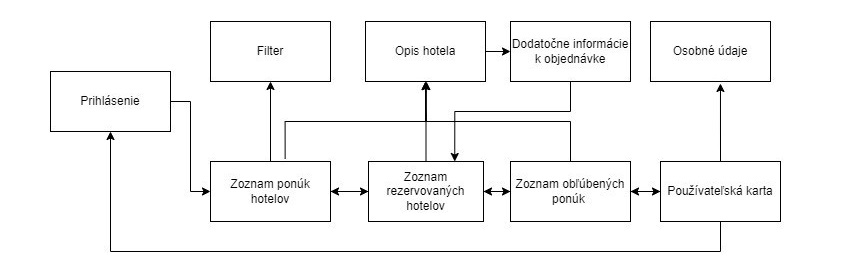 Filter
Opis hotela
Dodatočne informácie
k objednávke
Osobné údaje
Prihlásenie
Zoznam ponúk
hotelov
Zoznam
rezervovaných
hotelov
Zoznam obľúbených
ponúk
Používateľská karta